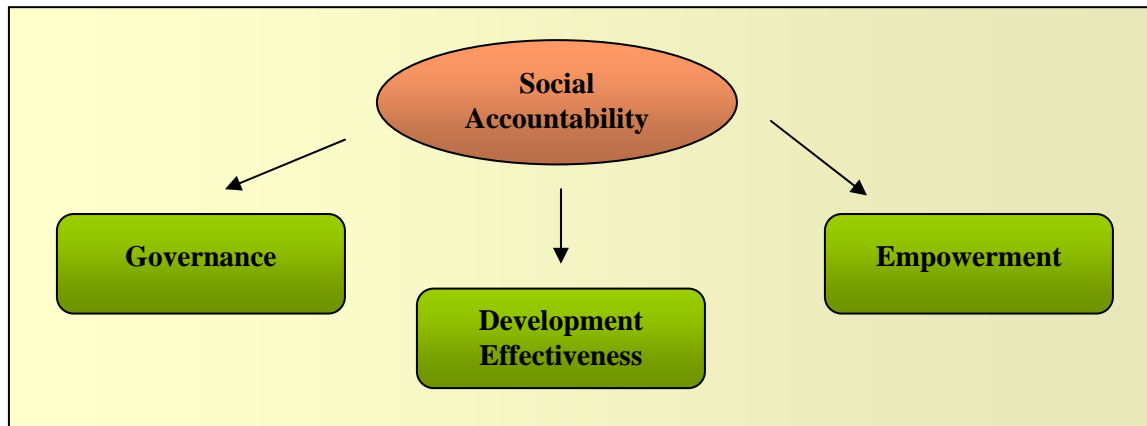 Social
Accountability
Governance
Empowerment
Development
Effectiveness